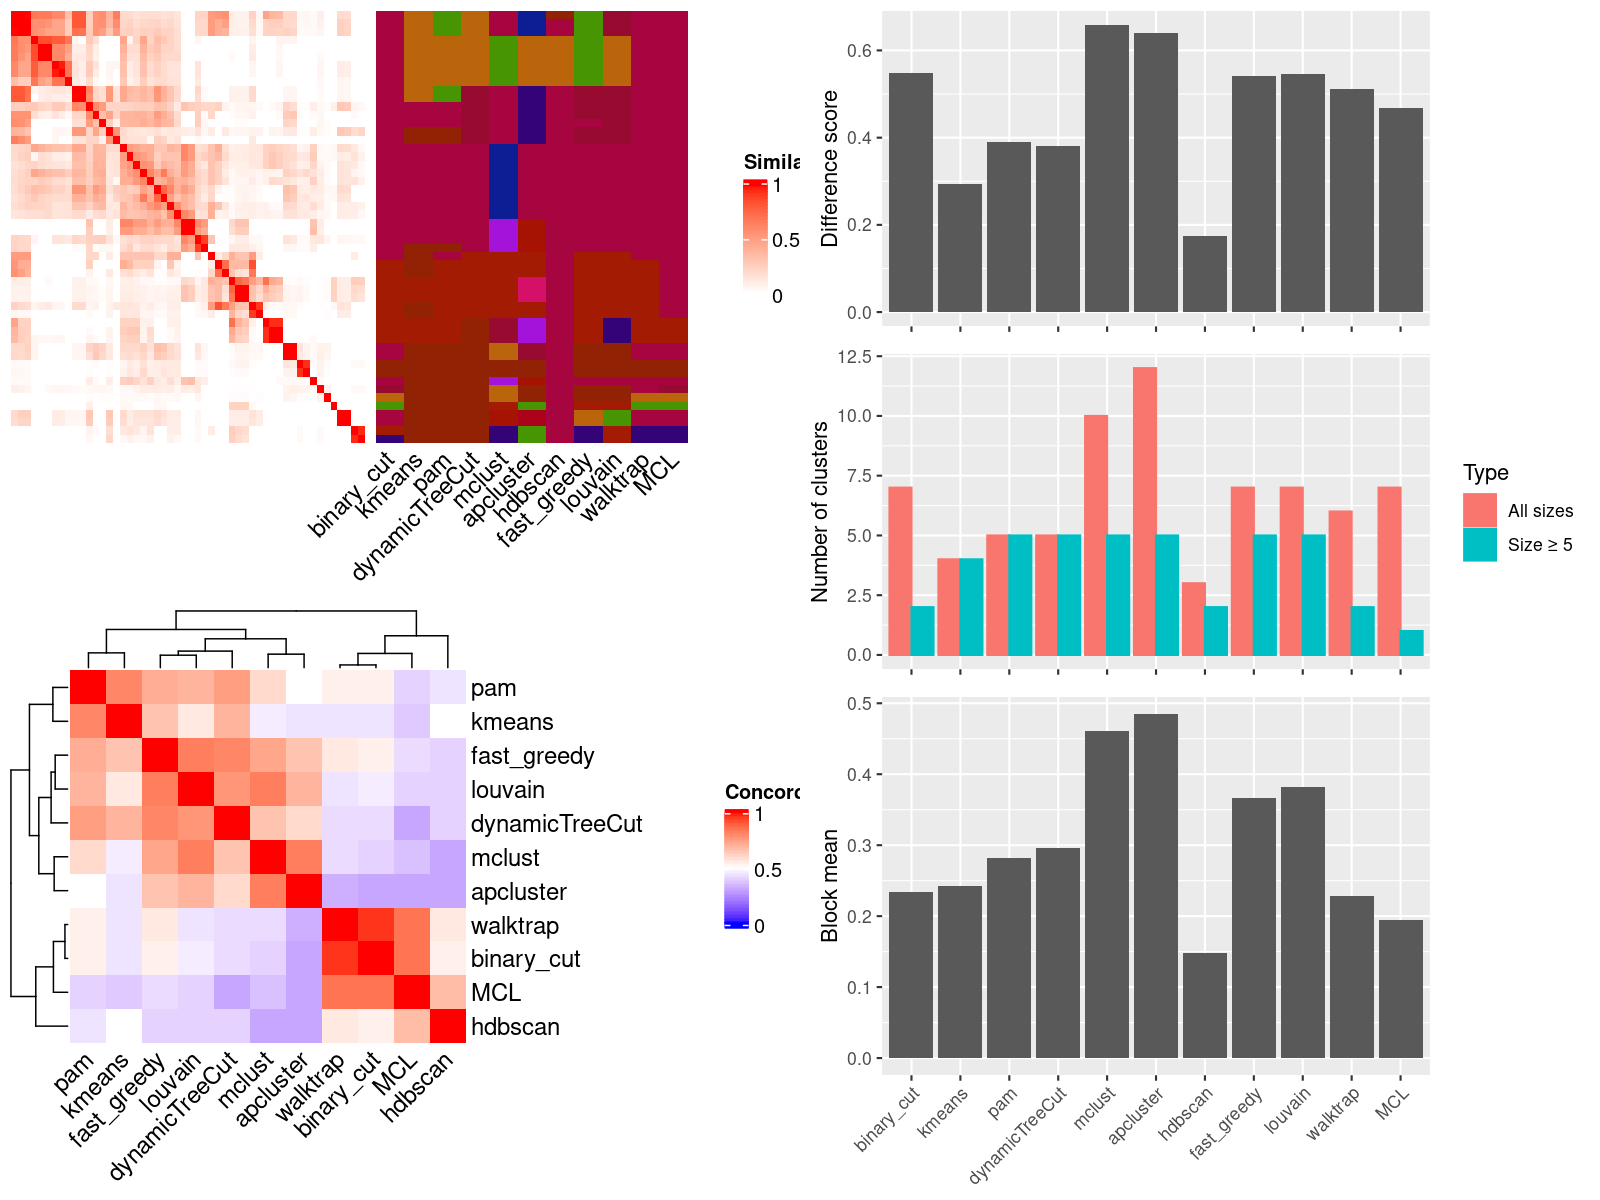 Simila
1
0.5
0
binary_cut
kmeans
pam
dynamicTreeCut
mclust
apcluster
hdbscan
fast_greedy
louvain
walktrap
MCL
pam
kmeans
fast_greedy
louvain
dynamicTreeCut
mclust
apcluster
walktrap
binary_cut
MCL
hdbscan
Concord
1
0.5
0
pam
kmeans
fast_greedy
louvain
dynamicTreeCut
mclust
apcluster
walktrap
binary_cut
MCL
hdbscan
Difference score
0.6
0.4
0.2
0.0
Number of clusters
12.5
10.0
7.5
5.0
2.5
0.0
Type
All sizes
Size ≥ 5
Block mean
0.5
0.4
0.3
0.2
0.1
0.0
binary_cut
kmeans
pam
dynamicTreeCut
mclust
apcluster
hdbscan
fast_greedy
louvain
walktrap
MCL